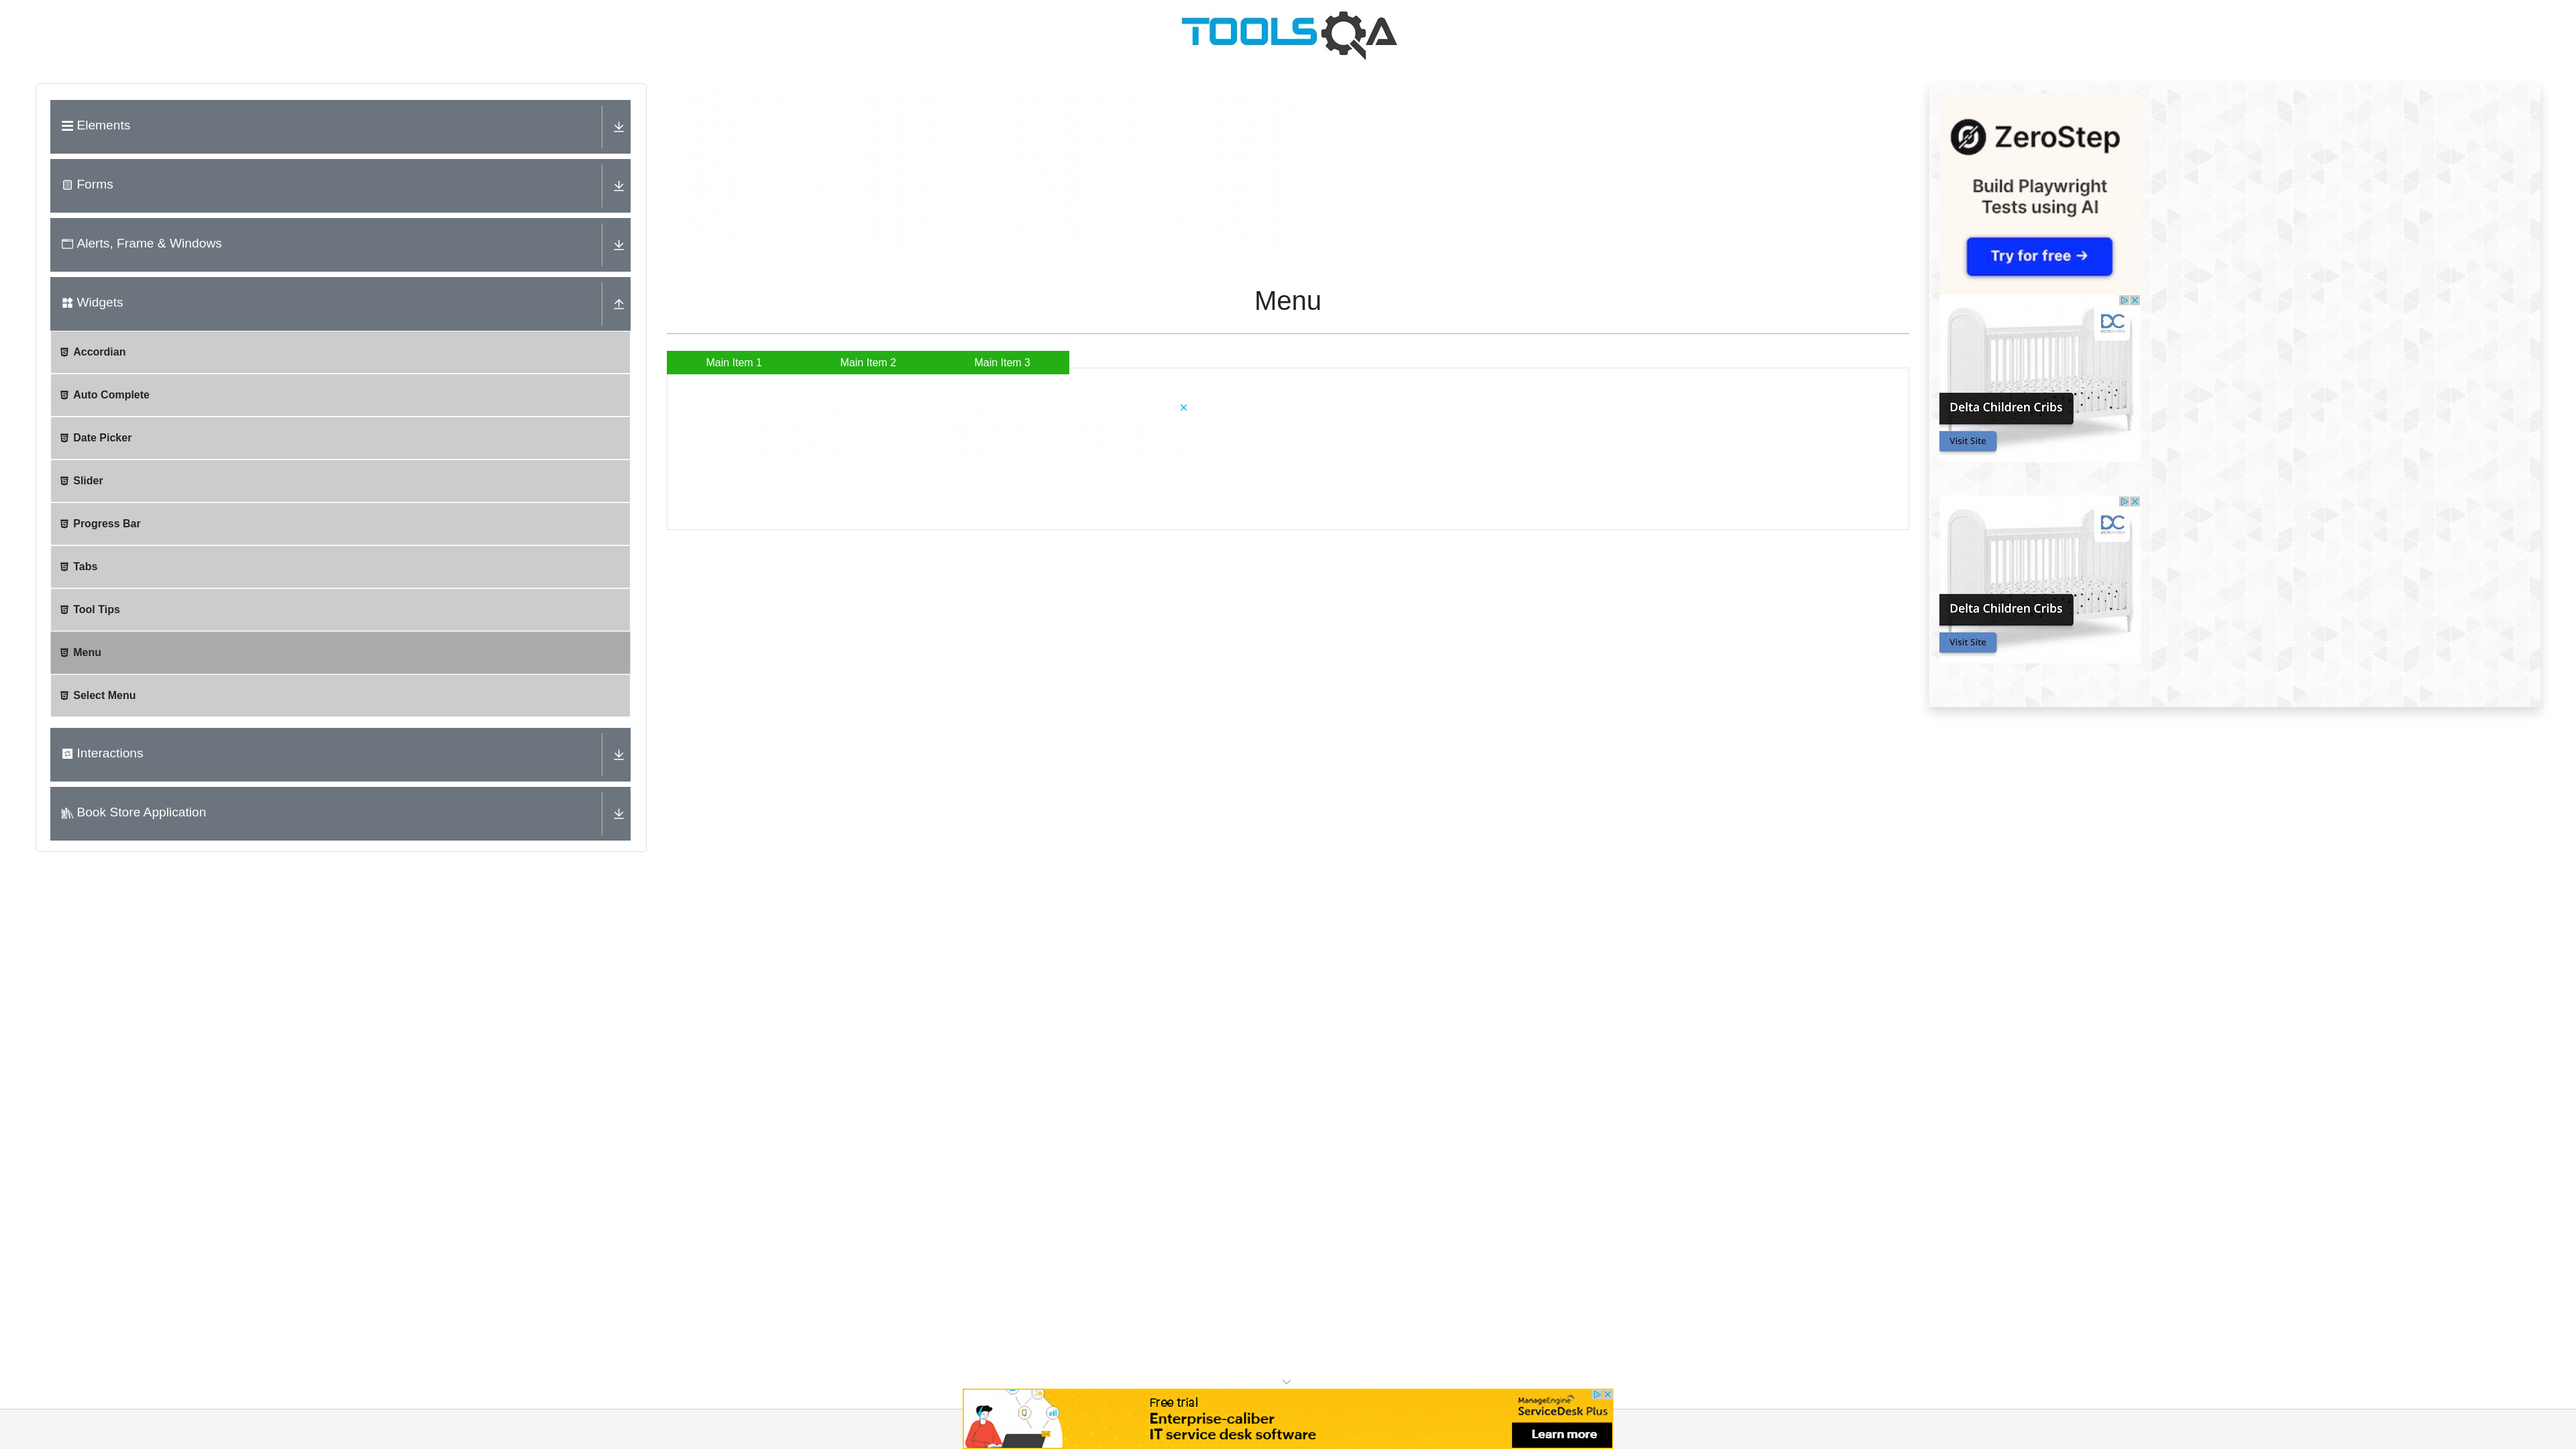 TOOLSQA
Elements
Forms
Alerts, Frame & Windows
Widgets
Accordian
Auto Complete
Date Picker
Slider
Progress Bar
Tabs
Tool Tips
Menu
Select Menu
Interactions
Book Store Application
Menu
Main Item 1
Main Item 2
Main Item 3
ZeroStep
Build Playwright
Tests using AI
Try for free →
DC
Delta Children Cribs
Visit Site
DC
Delta Children Cribs
Visit Site
Free trial
Enterprise-caliber
IT service desk software
ManageEngine
ServiceDesk Plus
Learn more